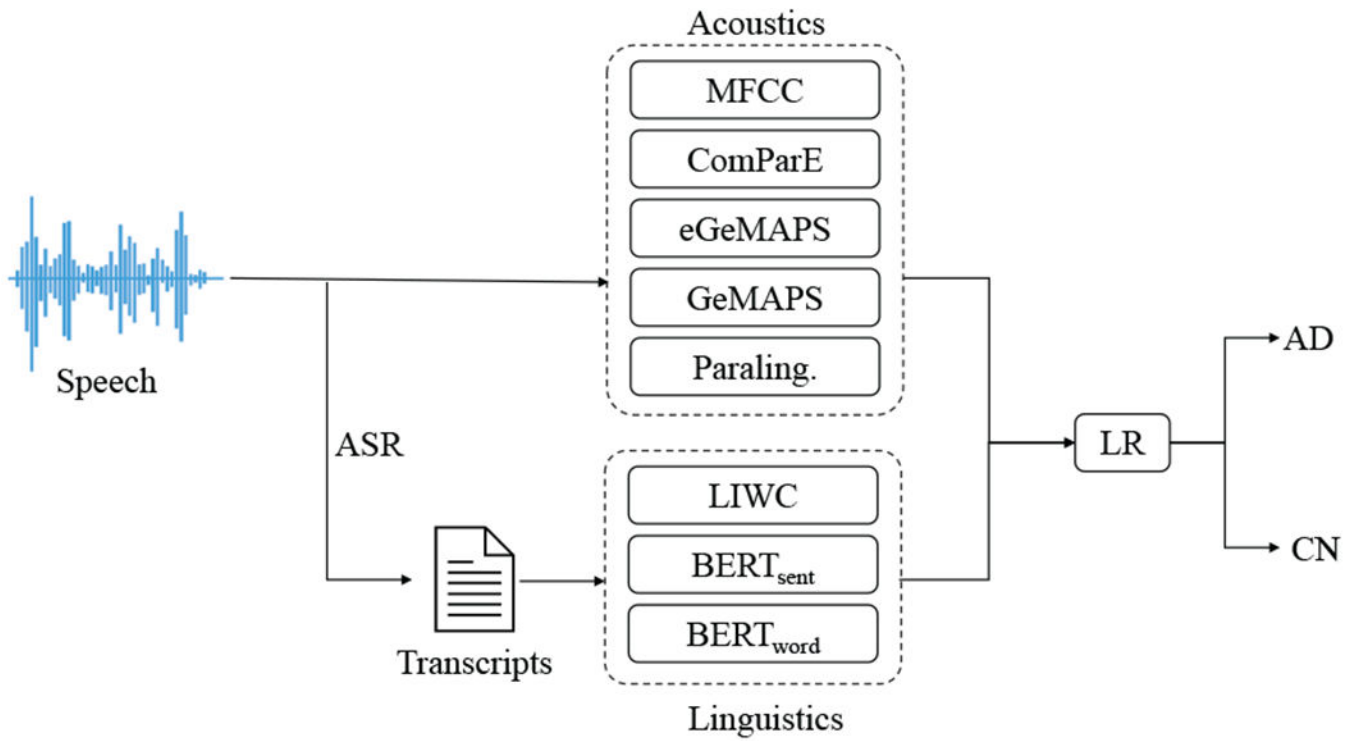 Acoustics
MFCC
ComParE
eGeMAPS
GeMAPS
Paraling.
Speech
ASR
Transcripts
LIWC
BERTsent
BERTword
Linguistics
LR
AD
CN